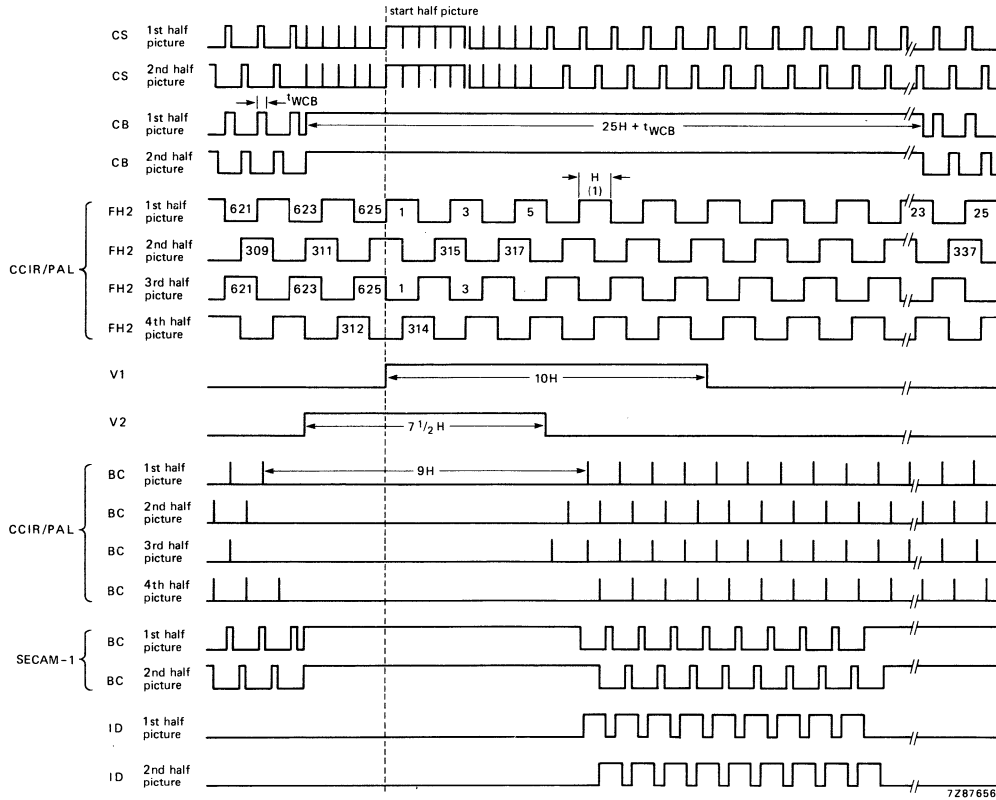 start half picture
CS 1st half picture
CS 2nd half picture
tWCB
CB 1st half picture
25H + tWCB
CB 2nd half picture
H
(1)
CCIR/PAL
FH2 1st half picture 621 623 625 1 3 5 23 25
FH2 2nd half picture 309 311 315 317 337
FH2 3rd half picture 621 623 625 1 3
FH2 4th half picture 312 314
V1
10H
V2
7 1/2 H
CCIR/PAL
BC 1st half picture
9H
BC 2nd half picture
BC 3rd half picture
BC 4th half picture
SECAM-1
BC 1st half picture
BC 2nd half picture
ID 1st half picture
ID 2nd half picture
7Z87656